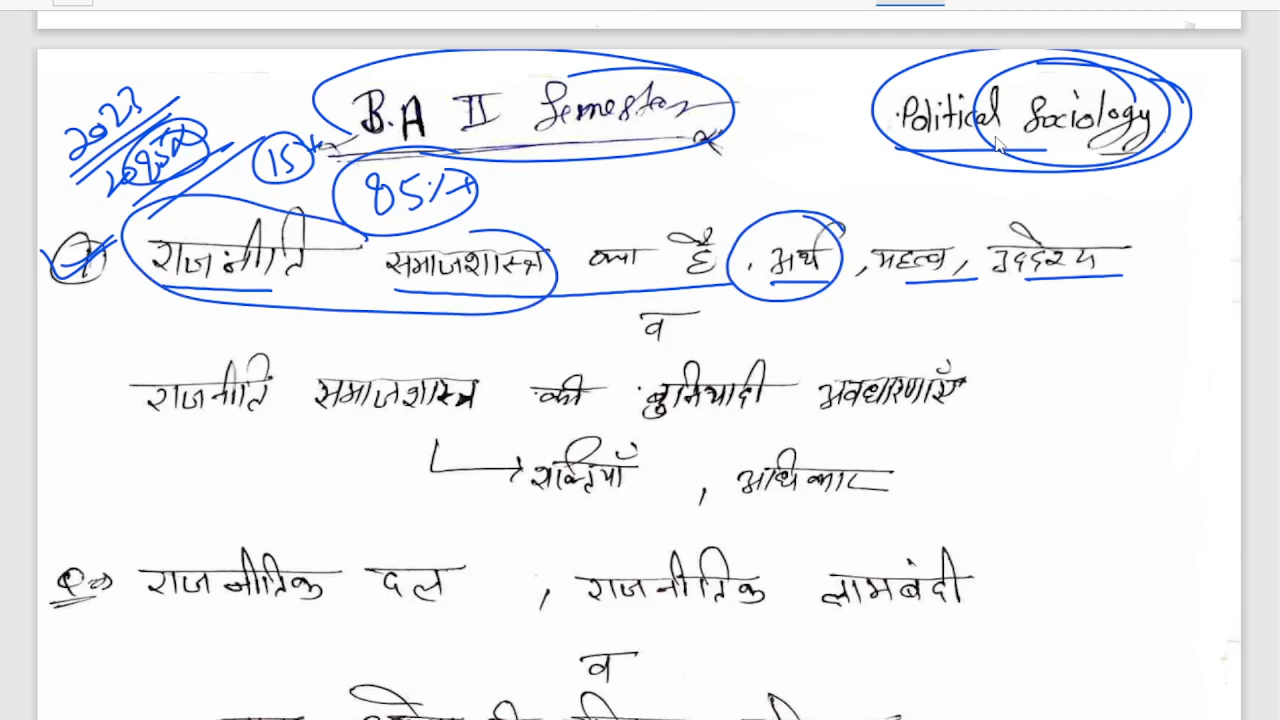 B.A II Semester
Political Sociology
2023
15+
85%+
राजनीति समाजशास्त्र क्या है, अर्थ, महत्व, उद्देश्य
व
राजनीति समाजशास्त्र की बुनियादी अवधारणाएँ
शक्तियाँ, अधिकार
राजनीतिक दल, राजनीतिक लामबंदी
व